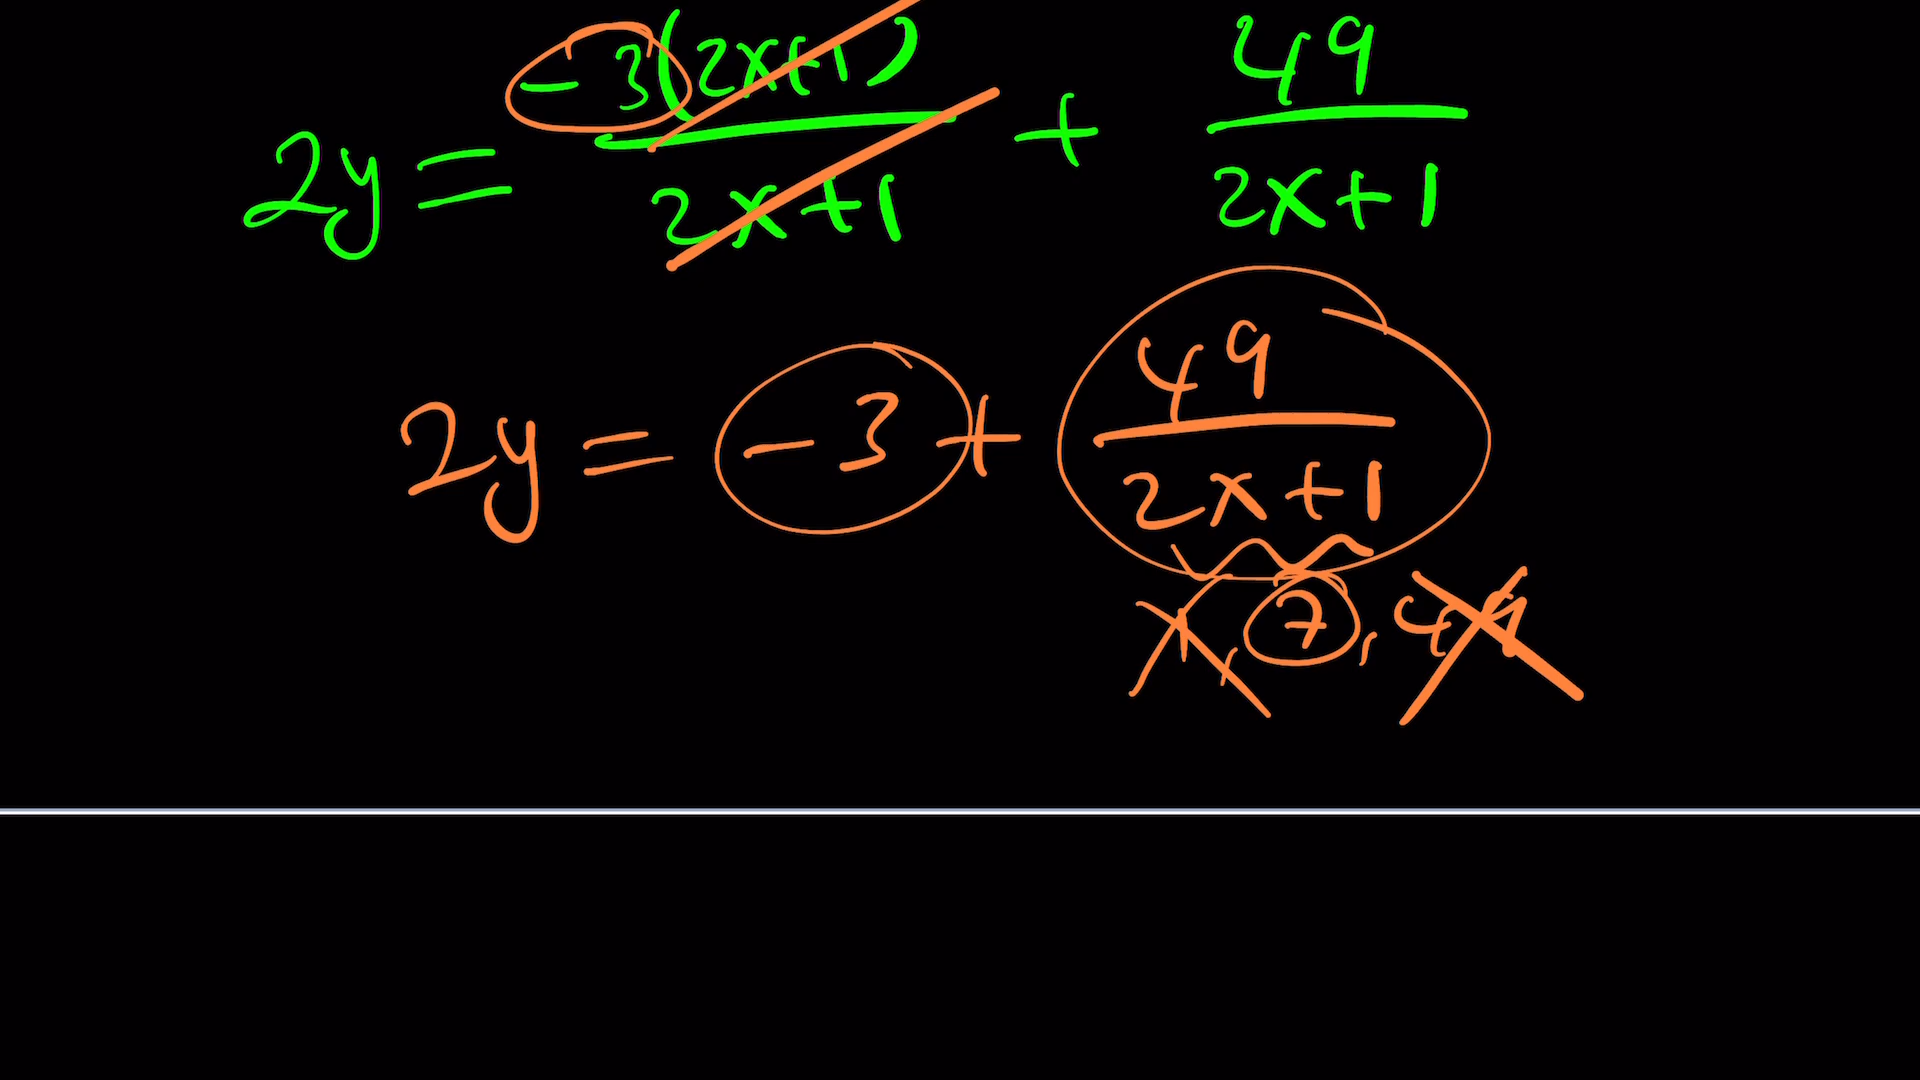 2y = -3(2x+1)/2x+1 + 49/2x+1
2y = -3 + 49/2x+1
1, 7, 49